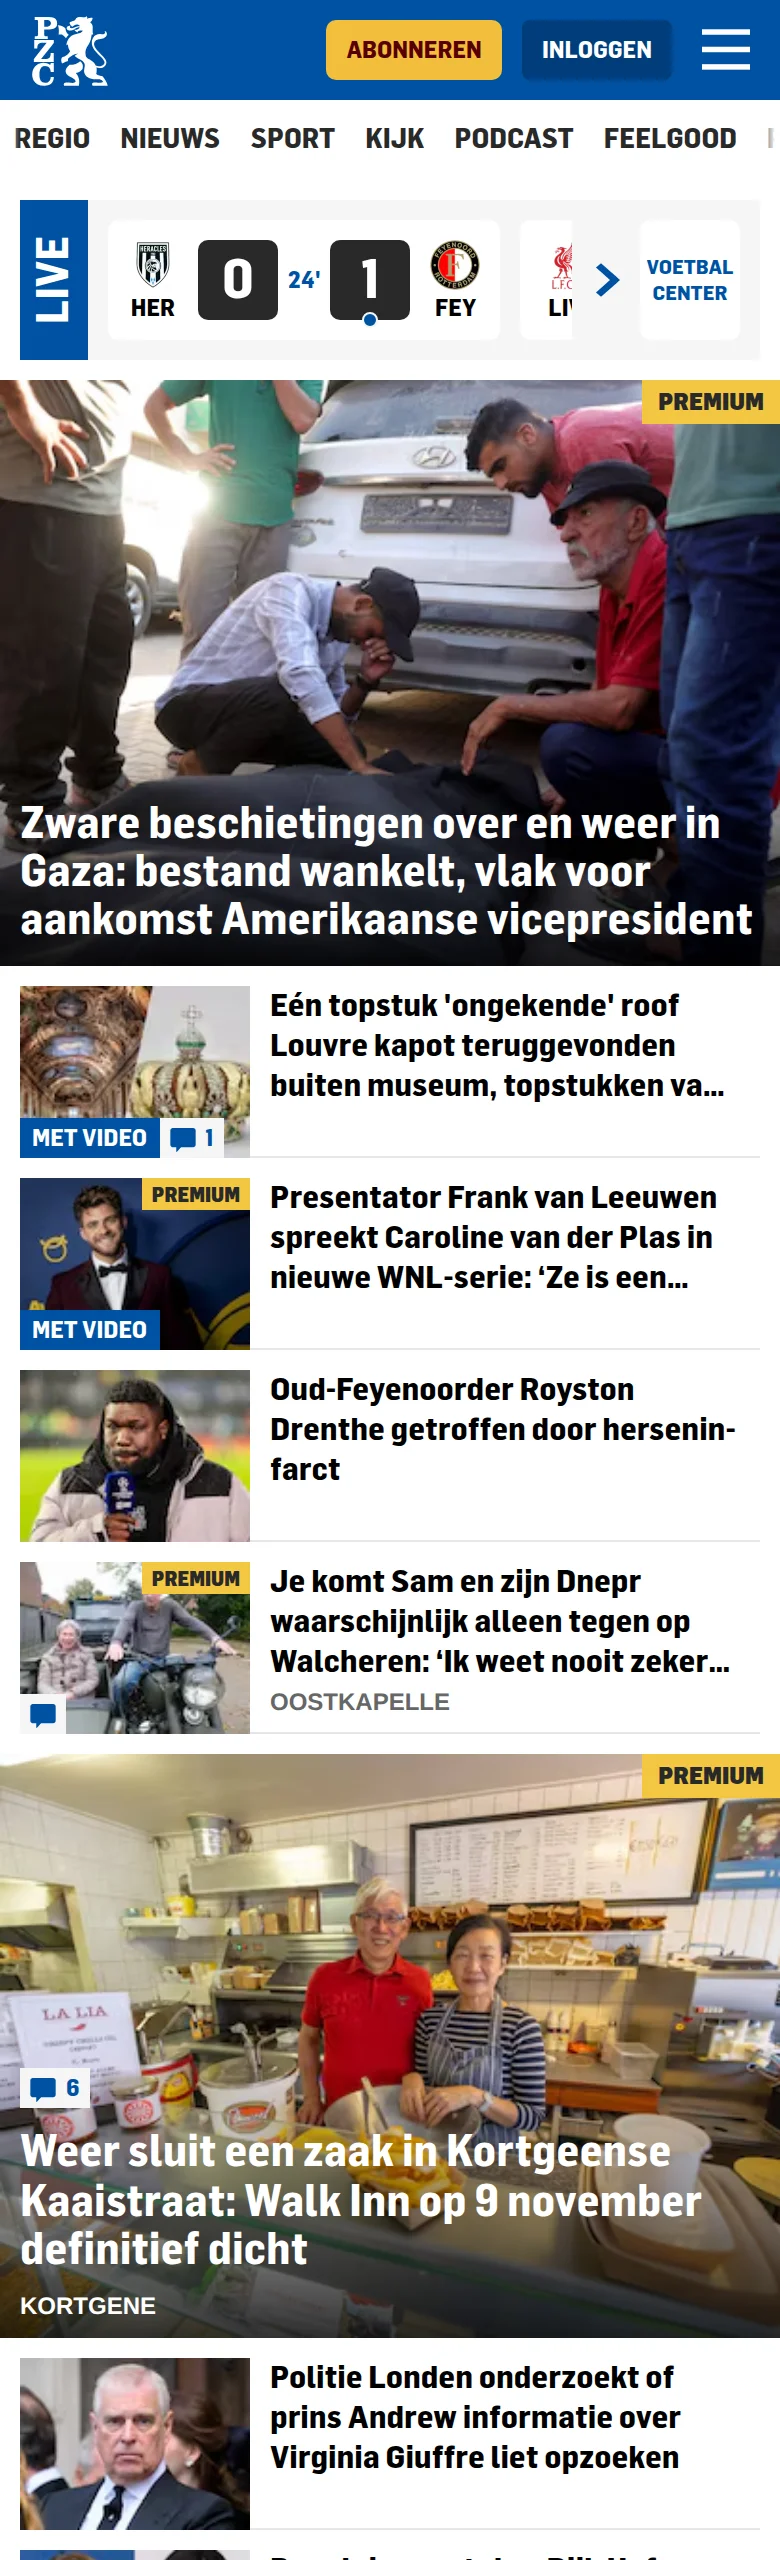 PZC
ABONNEREN
INLOGGEN
REGIO NIEUWS SPORT KIJK PODCAST FEELGOOD
LIVE
HERACLES
HER
0
24'
1
FEYENOORD
ROTTERDAM
FEY
L.F.C
LIV
VOETBAL
CENTER
PREMIUM
Zware beschietingen over en weer in
Gaza: bestand wankelt, vlak voor
aankomst Amerikaanse vicepresident
Eén topstuk 'ongekende' roof
Louvre kapot teruggevonden
buiten museum, topstukken va...
MET VIDEO
1
PREMIUM
Presentator Frank van Leeuwen
spreekt Caroline van der Plas in
nieuwe WNL-serie: ‘Ze is een...
MET VIDEO
Oud-Feyenoorder Royston
Drenthe getroffen door hersenin-
farct
PREMIUM
Je komt Sam en zijn Dnepr
waarschijnlijk alleen tegen op
Walcheren: ‘Ik weet nooit zeker...
OOSTKAPELLE
PREMIUM
LA LIA
6
Weer sluit een zaak in Kortgeense
Kaaistraat: Walk Inn op 9 november
definitief dicht
KORTGENE
Politie Londen onderzoekt of
prins Andrew informatie over
Virginia Giuffre liet opzoeken